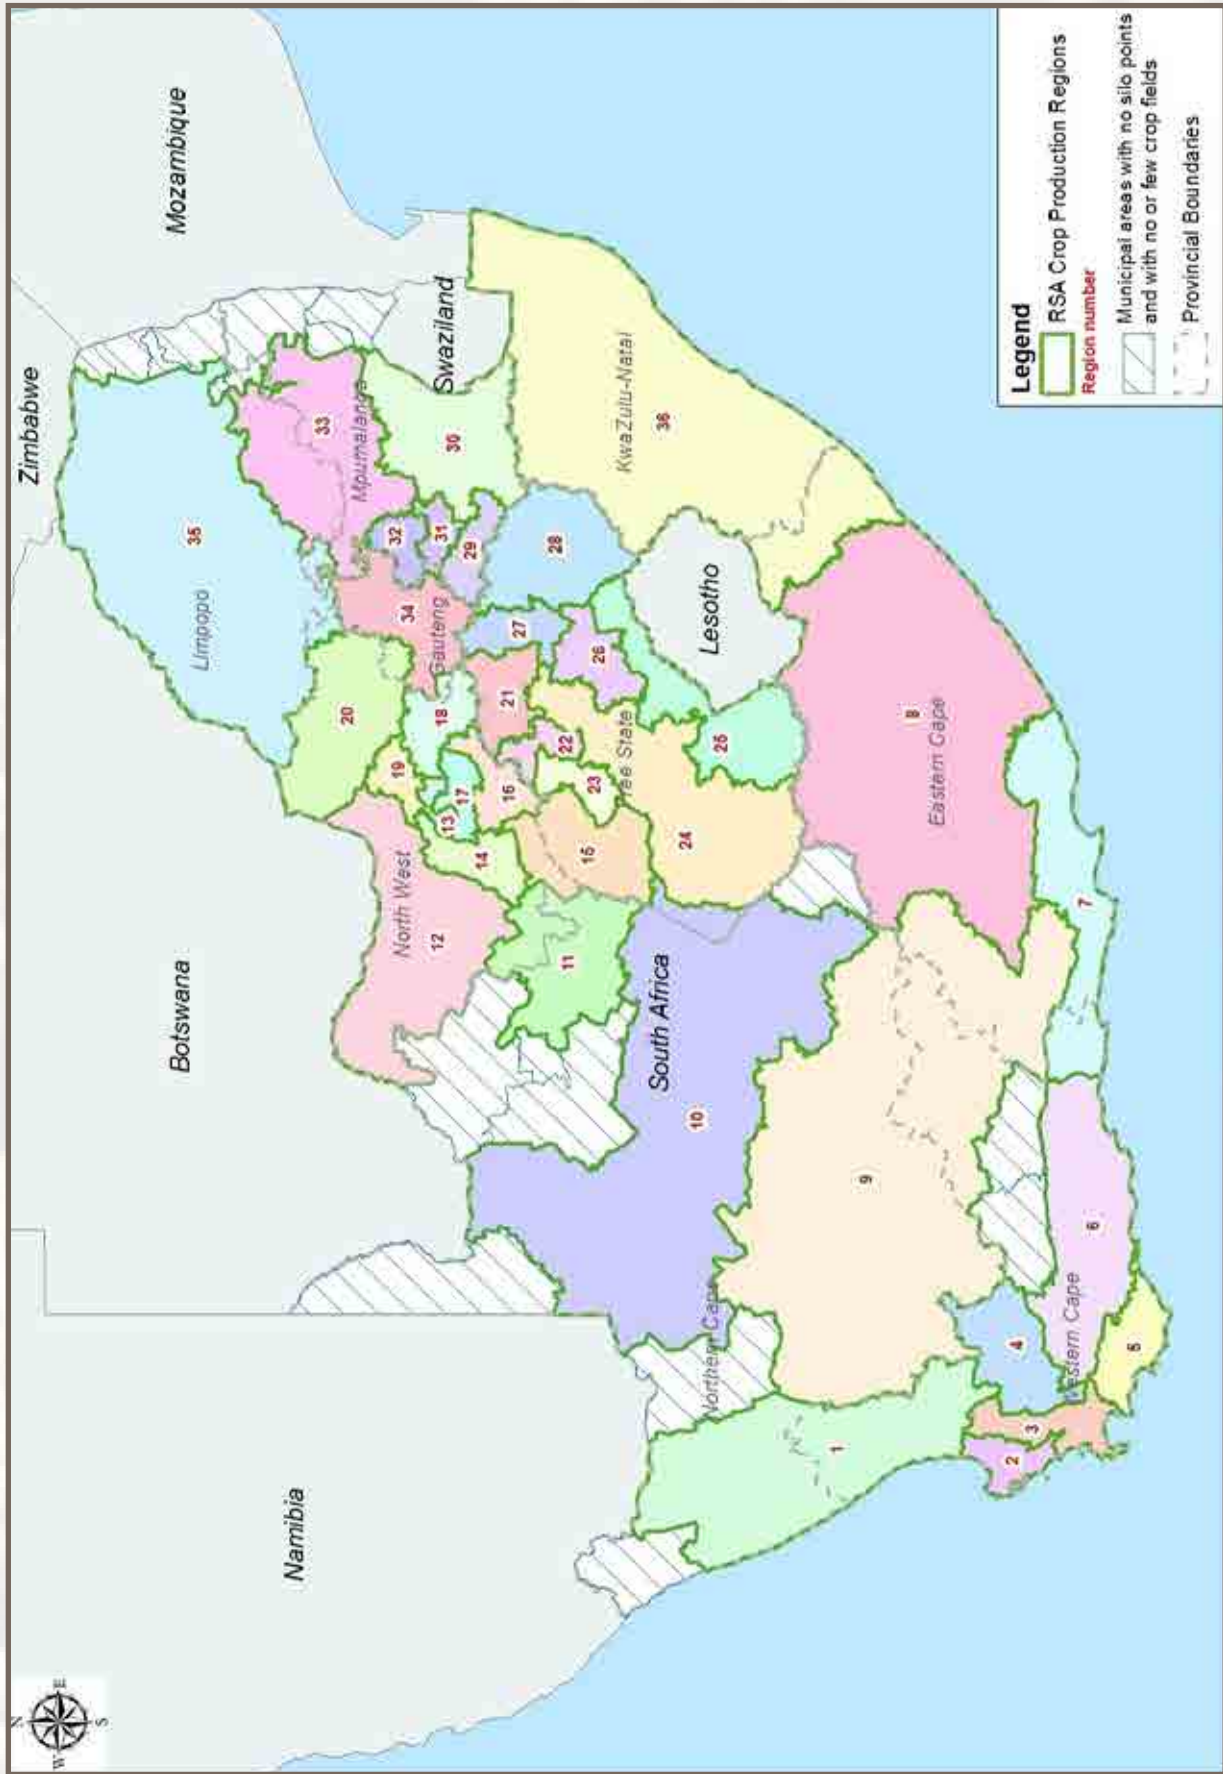 N
W
E
S
Zimbabwe
Mozambique
Botswana
Namibia
Swaziland
Lesotho
South Africa
Limpopo
Mpumalanga
Gauteng
North West
Free State
KwaZulu-Natal
Northern Cape
Eastern Cape
Western Cape
1
2
3
4
5
6
7
8
9
10
11
12
13
14
15
16
17
18
19
20
21
22
23
24
25
26
27
28
29
30
31
32
33
34
35
36
Legend
RSA Crop Production Regions
Region number
Municipal areas with no silo points
and with no or few crop fields
Provincial Boundaries